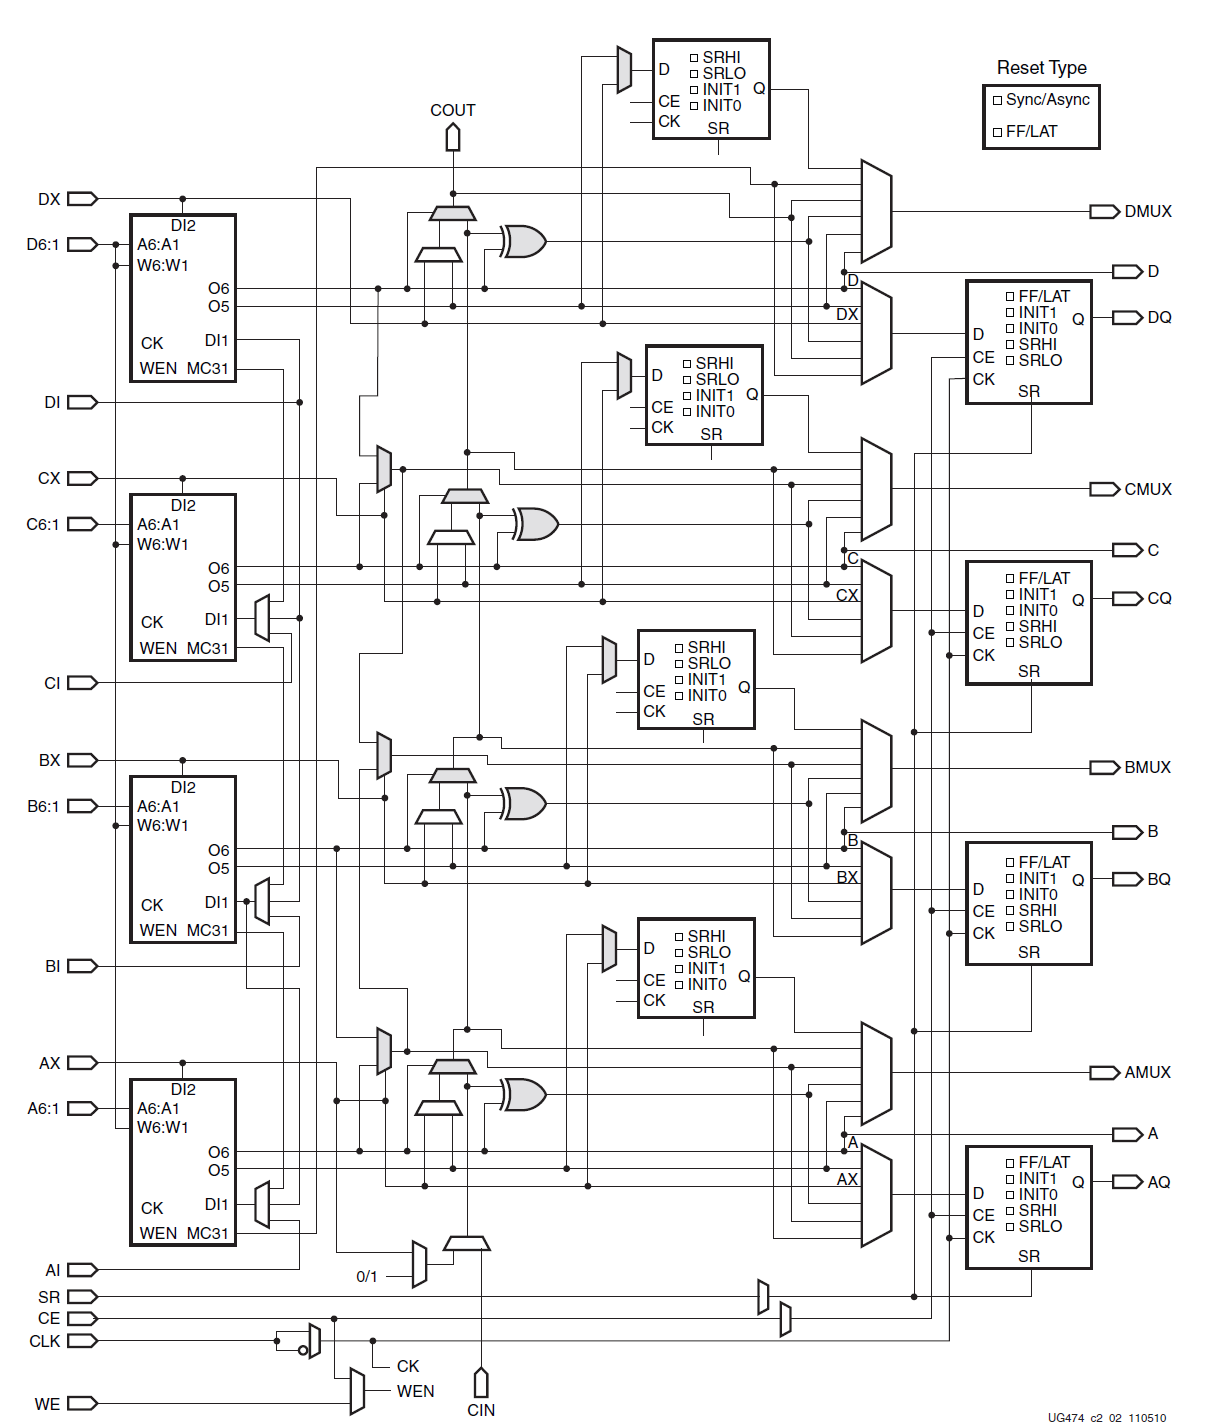 SRHI
SRLO
INIT1
INIT0
D
CE
CK
Q
SR
Reset Type
Sync/Async
FF/LAT
COUT
DX
D6:1
DI2
A6:A1
W6:W1
O6
O5
CK
DI1
WEN MC31
DMUX
D
D
DX
FF/LAT
INIT1
INIT0
SRHI
SRLO
D
CE
CK
Q
SR
DQ
DI
SRHI
SRLO
INIT1
INIT0
D
CE
CK
Q
SR
CX
C6:1
DI2
A6:A1
W6:W1
O6
O5
CK
DI1
WEN MC31
CMUX
C
C
CX
FF/LAT
INIT1
INIT0
SRHI
SRLO
D
CE
CK
Q
SR
CQ
CI
SRHI
SRLO
INIT1
INIT0
D
CE
CK
Q
SR
BX
B6:1
DI2
A6:A1
W6:W1
O6
O5
CK
DI1
WEN MC31
BMUX
B
B
BX
FF/LAT
INIT1
INIT0
SRHI
SRLO
D
CE
CK
Q
SR
BQ
BI
SRHI
SRLO
INIT1
INIT0
D
CE
CK
Q
SR
AX
A6:1
DI2
A6:A1
W6:W1
O6
O5
CK
DI1
WEN MC31
AMUX
A
A
AX
FF/LAT
INIT1
INIT0
SRHI
SRLO
D
CE
CK
Q
SR
AQ
AI
0/1
SR
CE
CLK
CK
WEN
WE
CIN
UG474_c2_02_110510